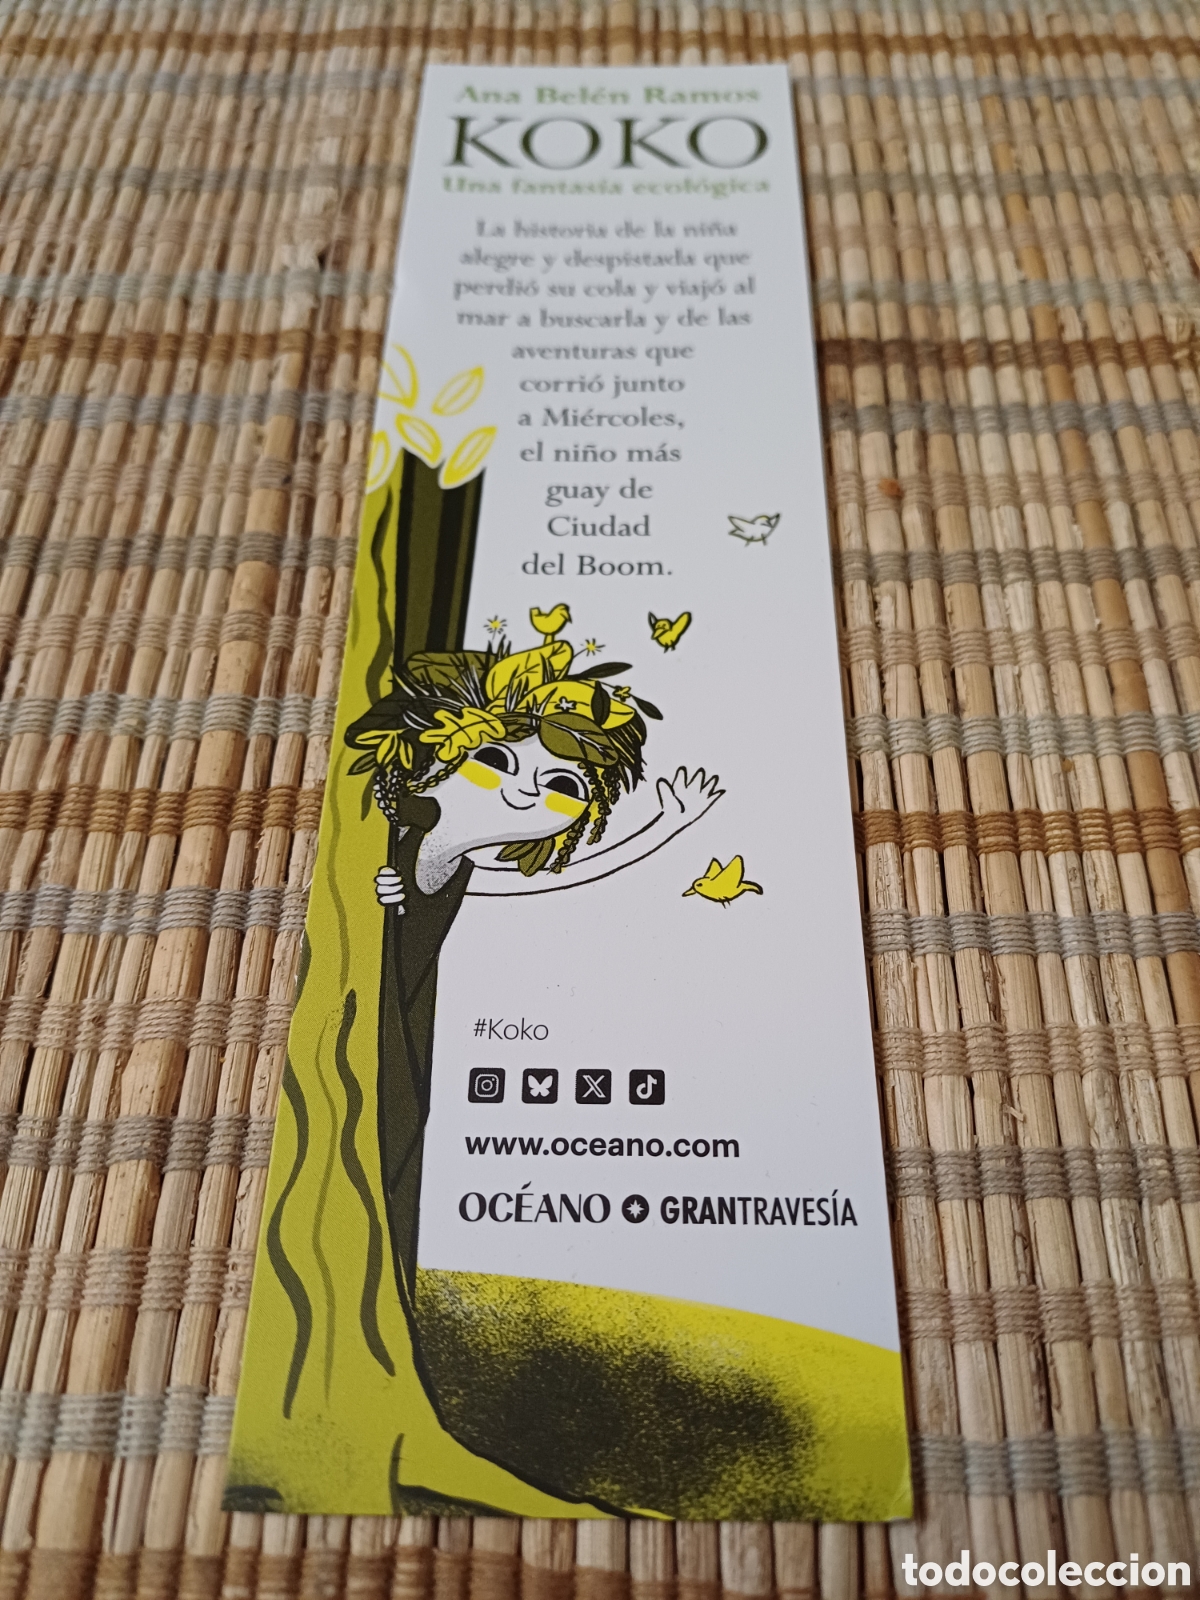 Ana Belén Ramos
KOKO
Una fantasía ecológica
La historia de la niña
alegre y despistada que
perdió su cola y viajó al
mar a buscarla y de las
aventuras que
corrió junto
a Miércoles,
el niño más
guay de
Ciudad
del Boom.
#Koko
www.oceano.com
OCÉANO GRANTRAVESÍA
todocoleccion